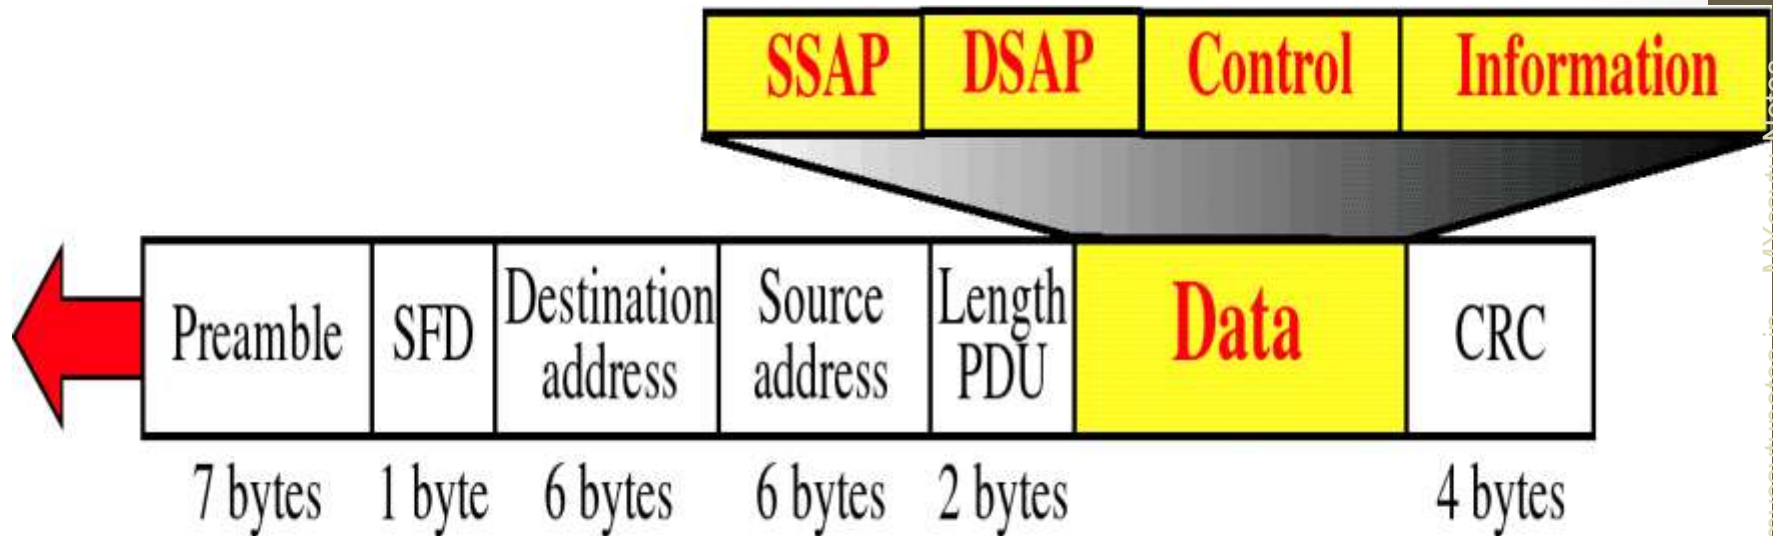 SSAP DSAP Control Information
Preamble SFD Destination address Source address Length PDU Data CRC
7 bytes 1 byte 6 bytes 6 bytes 2 bytes 4 bytes